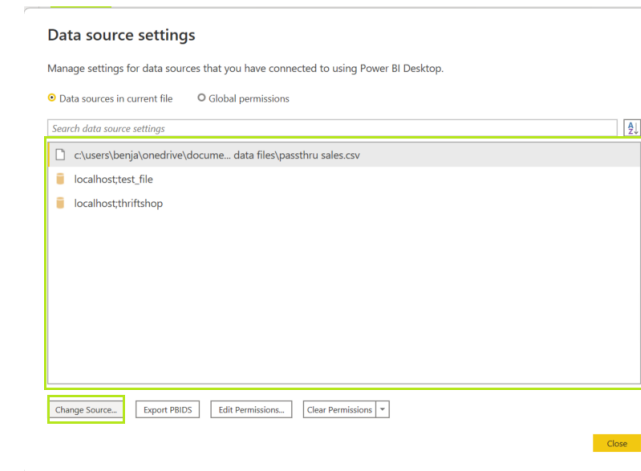 Data source settings
Manage settings for data sources that you have connected to using Power BI Desktop.
Data sources in current file Global permissions
Search data source settings
c:\users\benja\onedrive\docume... data files\passthru sales.csv
localhost;test_file
localhost;thriftshop
Change Source... Export PBIDS Edit Permissions... Clear Permissions
Close